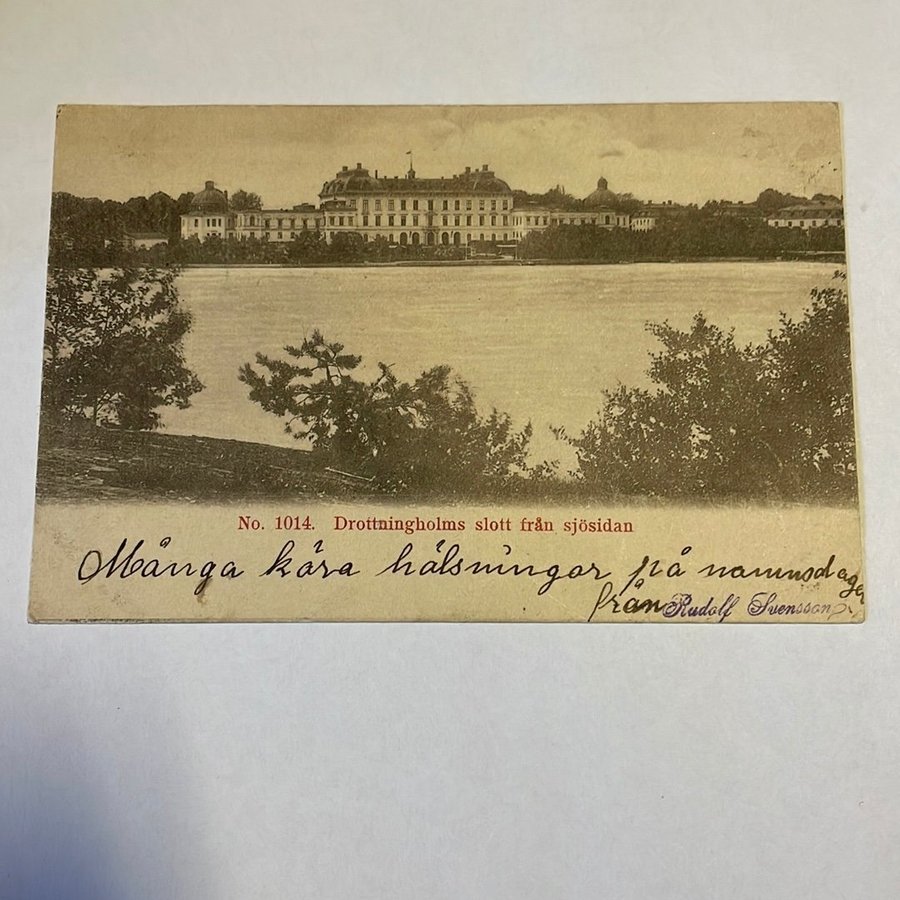 No. 1014. Drottningholms slott från sjösidan
Många kära hälsningar på namnsdagen
från Rudolf Svensson